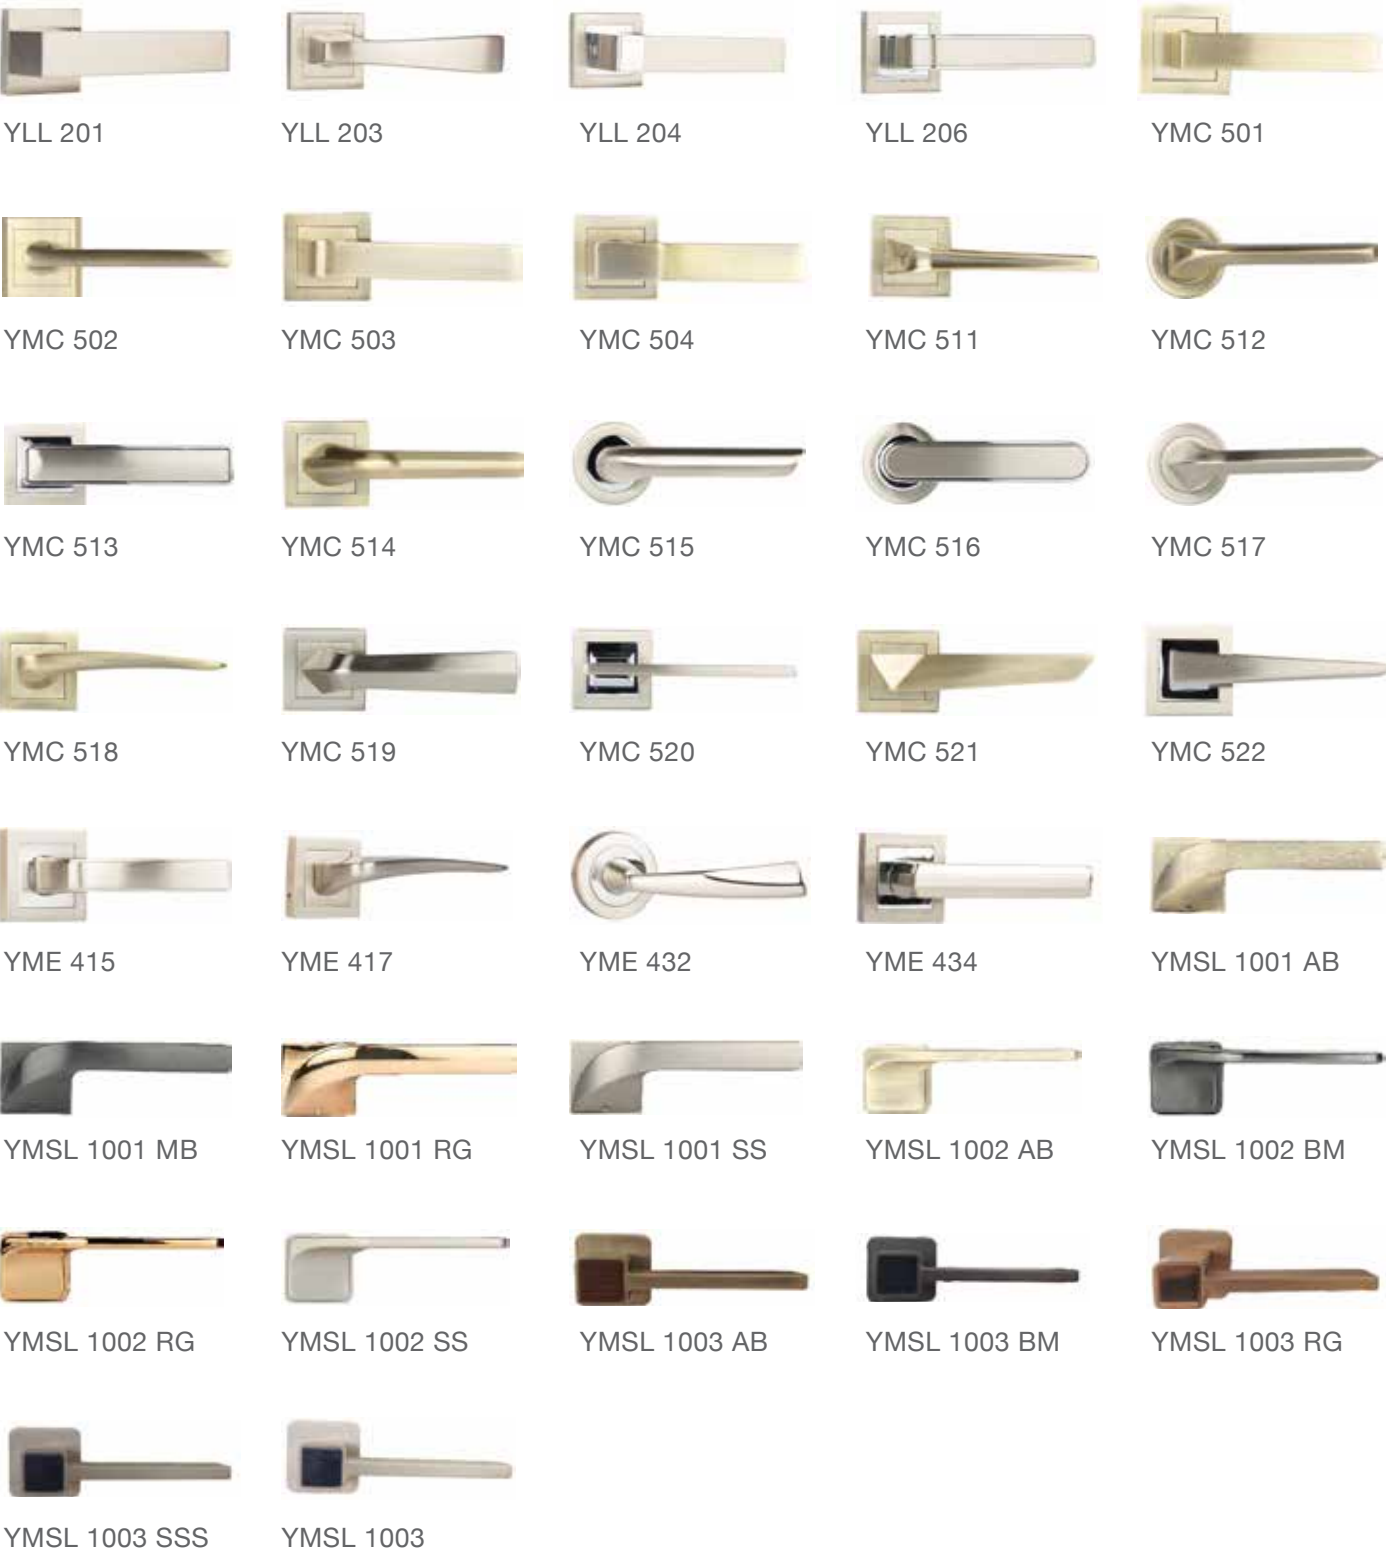 YLL 201 YLL 203 YLL 204 YLL 206 YMC 501
YMC 502 YMC 503 YMC 504 YMC 511 YMC 512
YMC 513 YMC 514 YMC 515 YMC 516 YMC 517
YMC 518 YMC 519 YMC 520 YMC 521 YMC 522
YME 415 YME 417 YME 432 YME 434 YMSL 1001 AB
YMSL 1001 MB YMSL 1001 RG YMSL 1001 SS YMSL 1002 AB YMSL 1002 BM
YMSL 1002 RG YMSL 1002 SS YMSL 1003 AB YMSL 1003 BM YMSL 1003 RG
YMSL 1003 SSS YMSL 1003